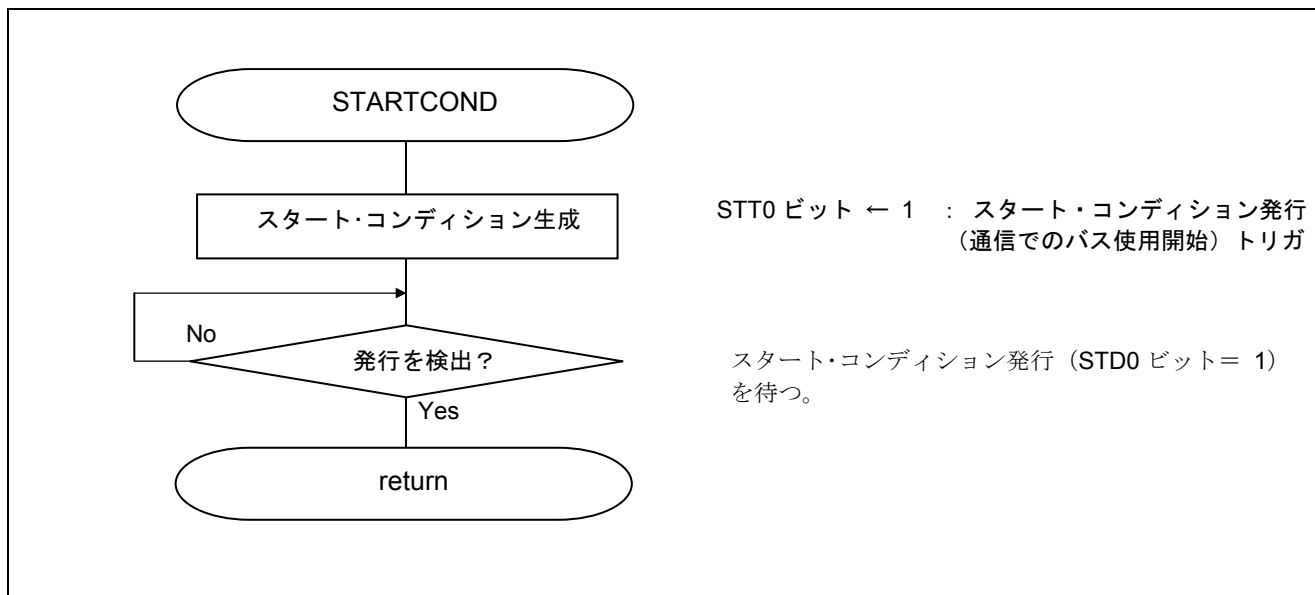 STARTCOND
スタート･コンディション生成
STT0 ビット ← 1 : スタート・コンディション発行
（通信でのバス使用開始）トリガ
No
発行を検出？
スタート･コンディション発行（STD0 ビット＝ 1）
を待つ。
Yes
return